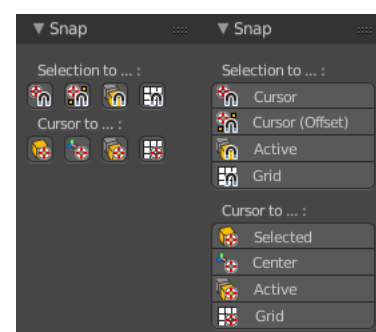 Snap
Selection to ... :
Cursor to ... :
Snap
Selection to ... :
Cursor
Cursor (Offset)
Active
Grid
Cursor to ... :
Selected
Center
Active
Grid